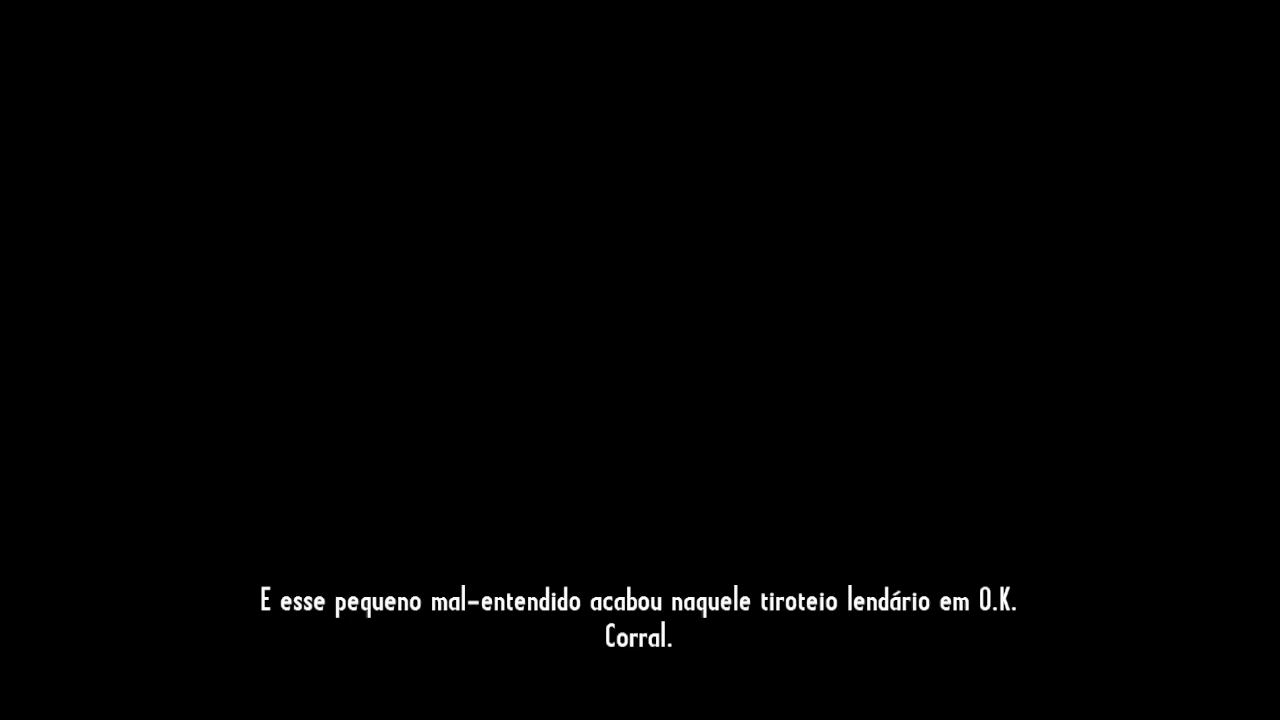 E esse pequeno mal-entendido acabou naquele tiroteio lendário em O.K.
Corral.